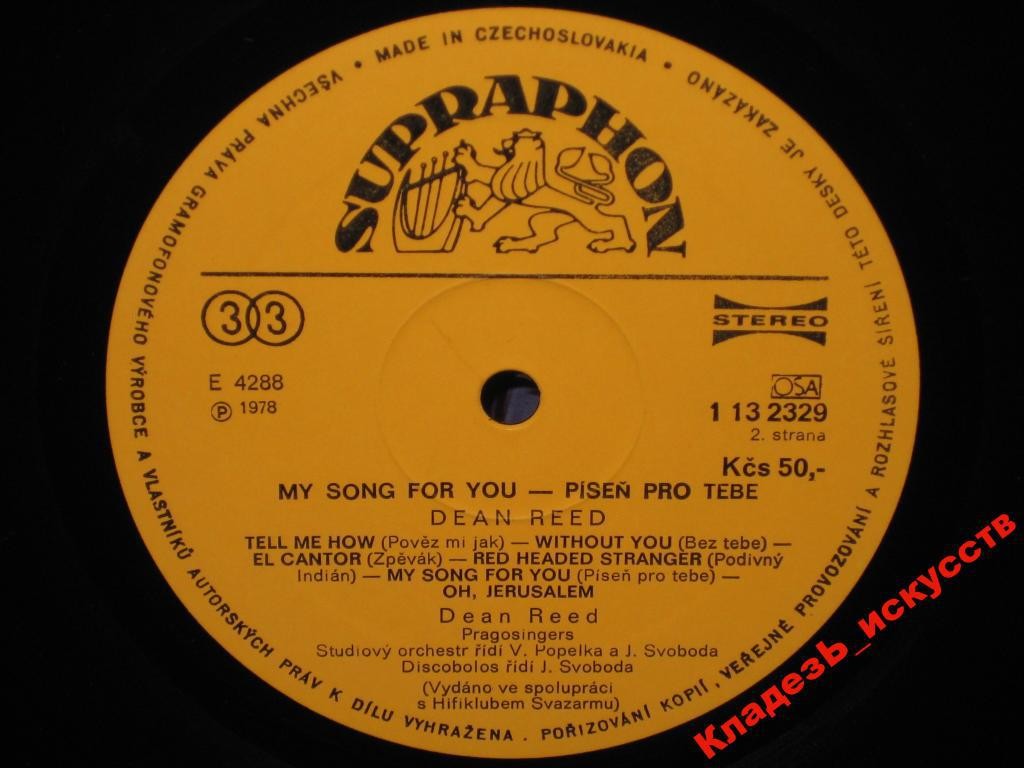 VŠECHNA PRÁVA GRAMOFONOVÉHO VÝROBCE A VLASTNÍKŮ AUTORSKÝCH PRÁV K DÍLU VYHRAŽENA . POŘIZOVÁNÍ KOPIÍ, VEŘEJNÉ PROVOZOVÁNÍ A ROZHLASOVÉ ŠÍŘENÍ TÉTO DESKY JE ZAKÁZÁNO
• MADE IN CZECHOSLOVAKIA •
SUPRAPHON
33
STEREO
E 4288
OSA
Ⓟ 1978
1 13 2329
2. strana
Kčs 50,-
MY SONG FOR YOU — PÍSEŇ PRO TEBE
DEAN REED
TELL ME HOW (Pověz mi jak) — WITHOUT YOU (Bez tebe) —
EL CANTOR (Zpěvák) — RED HEADED STRANGER (Podivný
Indián) — MY SONG FOR YOU (Píseň pro tebe) —
OH, JERUSALEM
Dean Reed
Pragosingers
Studiový orchestr řídí V. Popelka a J. Svoboda
Discobolos řídí J. Svoboda
(Vydáno ve spolupráci
s Hifiklubem Svazarmu)
Кладезь_искусств